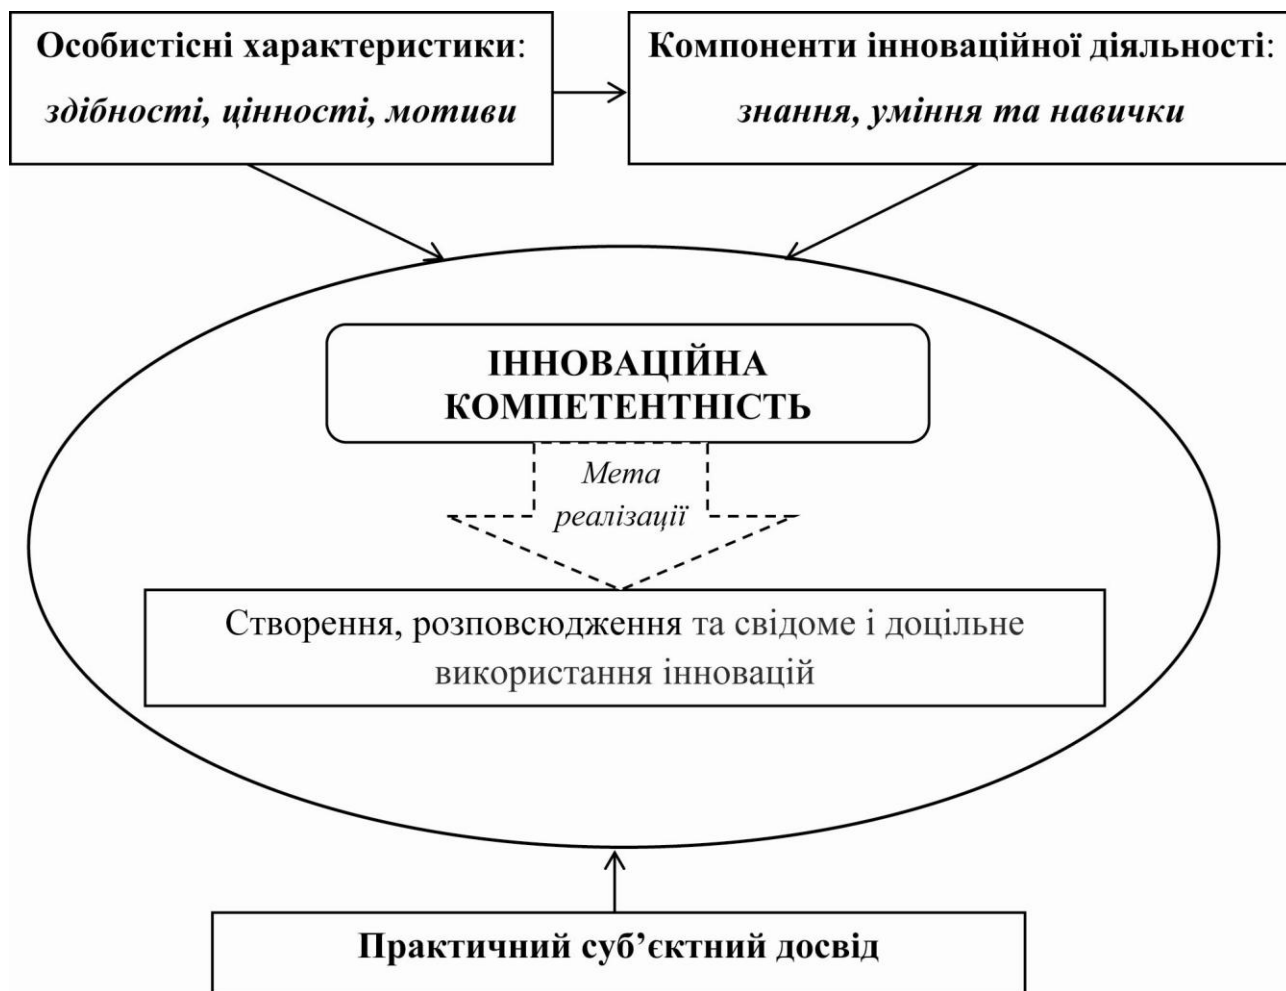 Особистісні характеристики:
здібності, цінності, мотиви
Компоненти інноваційної діяльності:
знання, уміння та навички
ІННОВАЦІЙНА
КОМПЕТЕНТНІСТЬ
Мета
реалізації
Створення, розповсюдження та свідоме і доцільне
використання інновацій
Практичний суб’єктний досвід